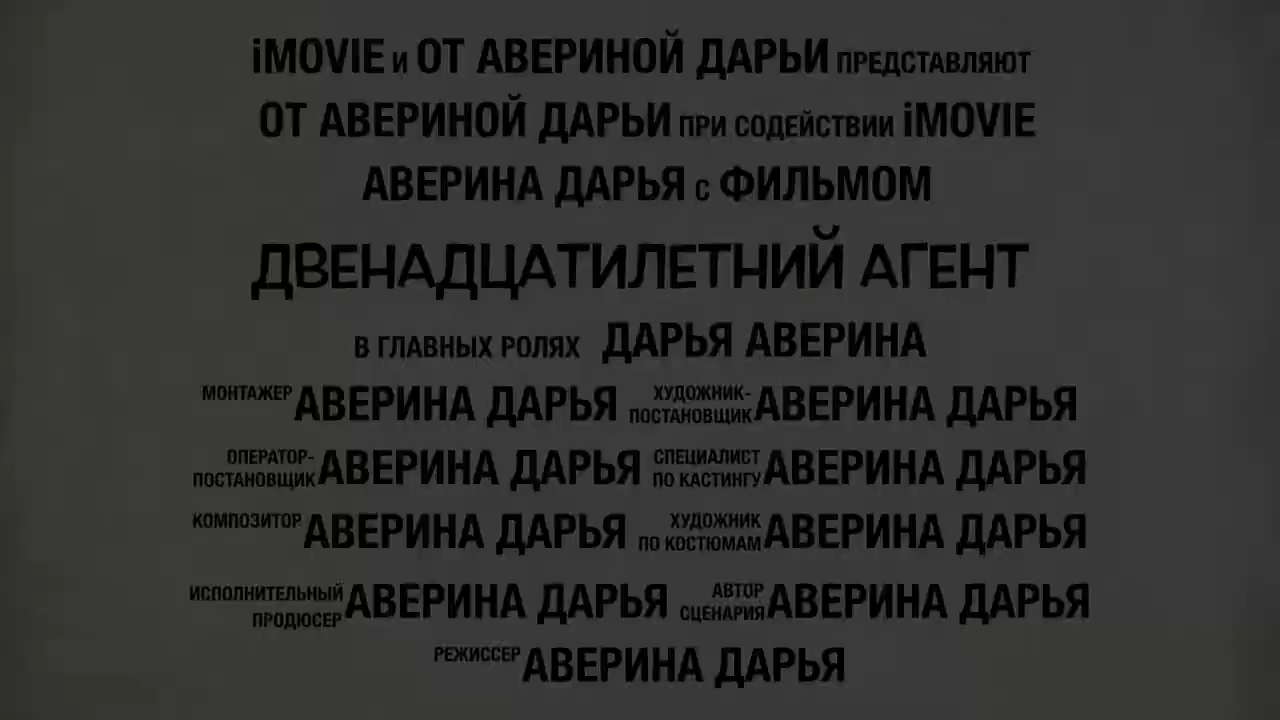 iMOVIE и ОТ АВЕРИНОЙ ДАРЬИ ПРЕДСТАВЛЯЮТ
ОТ АВЕРИНОЙ ДАРЬИ ПРИ СОДЕЙСТВИИ iMOVIE
АВЕРИНА ДАРЬЯ с ФИЛЬМОМ
ДВЕНАДЦАТИЛЕТНИЙ АГЕНТ
В ГЛАВНЫХ РОЛЯХ ДАРЬЯ АВЕРИНА
МОНТАЖЕР АВЕРИНА ДАРЬЯ ХУДОЖНИК-ПОСТАНОВЩИК АВЕРИНА ДАРЬЯ
ОПЕРАТОР-ПОСТАНОВЩИК АВЕРИНА ДАРЬЯ СПЕЦИАЛИСТ ПО КАСТИНГУ АВЕРИНА ДАРЬЯ
КОМПОЗИТОР АВЕРИНА ДАРЬЯ ХУДОЖНИК ПО КОСТЮМАМ АВЕРИНА ДАРЬЯ
ИСПОЛНИТЕЛЬНЫЙ ПРОДЮСЕР АВЕРИНА ДАРЬЯ АВТОР СЦЕНАРИЯ АВЕРИНА ДАРЬЯ
РЕЖИССЕР АВЕРИНА ДАРЬЯ